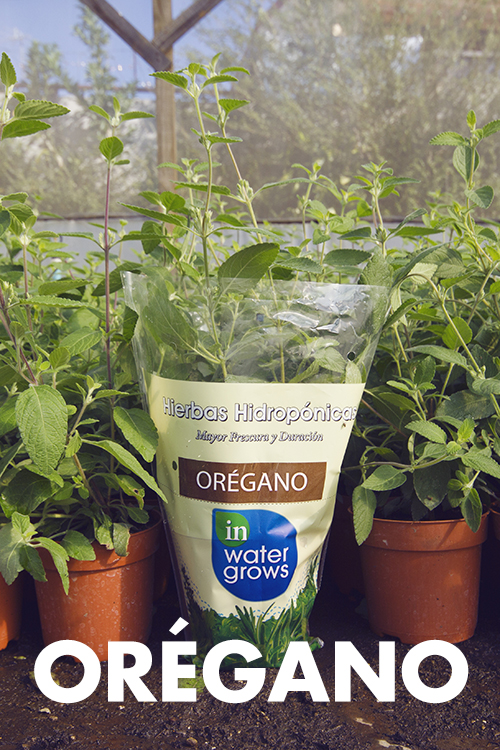 Hierbas Hidropónicas
Mayor Frescura y Duración
ORÉGANO
in
water
grows
ORÉGANO